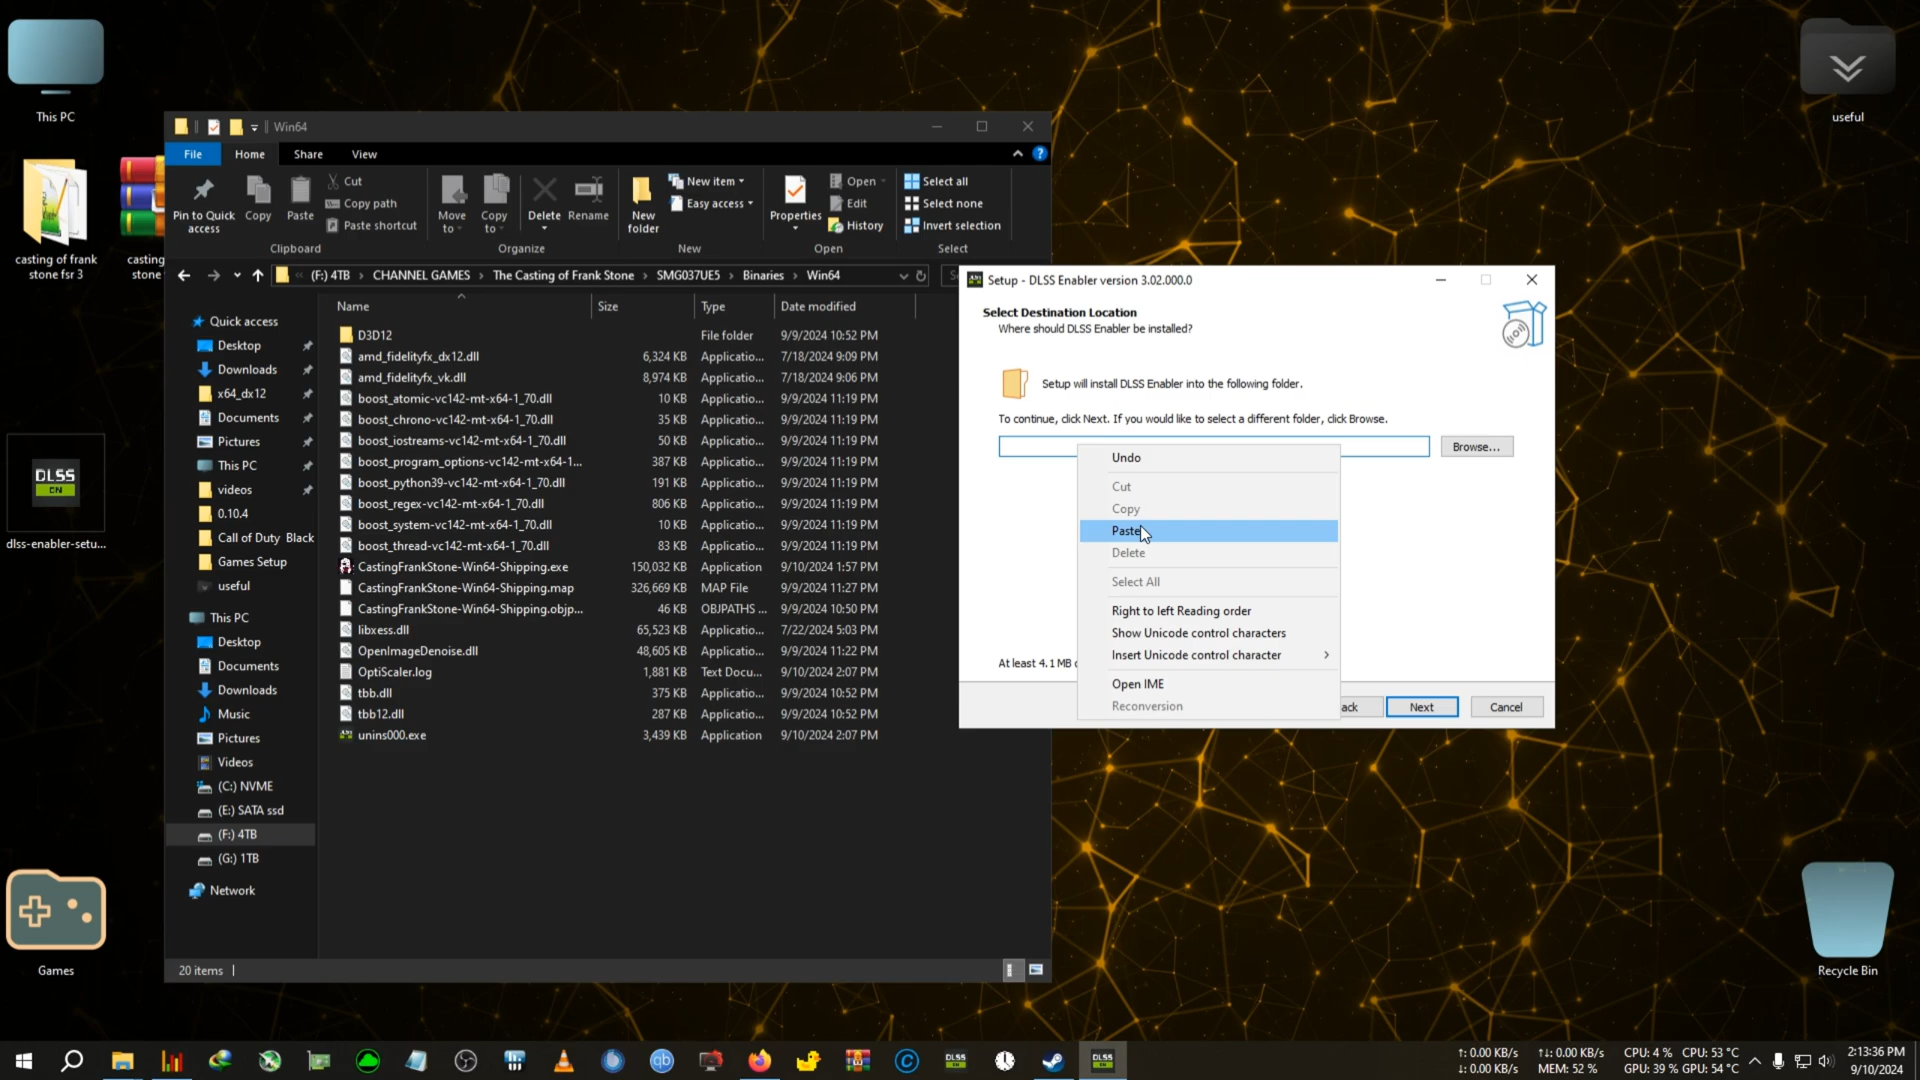 This PC
casting of frank
stone fsr 3
casting
stone
DLSS
EN
dlss-enabler-setu...
Games
useful
Recycle Bin
Win64
File
Home
Share
View
Pin to Quick
access
Copy
Paste
Cut
Copy path
Paste shortcut
Clipboard
Move
to
Copy
to
Delete
Rename
Organize
New
folder
New item
Easy access
New
Properties
Open
Edit
History
Open
Select all
Select none
Invert selection
Select
(F:) 4TB > CHANNEL GAMES > The Casting of Frank Stone > SMG037UE5 > Binaries > Win64
Name Size Type Date modified
Quick access
Desktop
Downloads
x64_dx12
Documents
Pictures
This PC
videos
0.10.4
Call of Duty Black
Games Setup
useful
This PC
Desktop
Documents
Downloads
Music
Pictures
Videos
(C:) NVME
(E:) SATA ssd
(F:) 4TB
(G:) 1TB
Network
D3D12 File folder 9/9/2024 10:52 PM
amd_fidelityfx_dx12.dll 6,324 KB Applicatio... 7/18/2024 9:09 PM
amd_fidelityfx_vk.dll 8,974 KB Applicatio... 7/18/2024 9:06 PM
boost_atomic-vc142-mt-x64-1_70.dll 10 KB Applicatio... 9/9/2024 11:19 PM
boost_chrono-vc142-mt-x64-1_70.dll 35 KB Applicatio... 9/9/2024 11:19 PM
boost_iostreams-vc142-mt-x64-1_70.dll 50 KB Applicatio... 9/9/2024 11:19 PM
boost_program_options-vc142-mt-x64-1... 387 KB Applicatio... 9/9/2024 11:19 PM
boost_python39-vc142-mt-x64-1_70.dll 191 KB Applicatio... 9/9/2024 11:19 PM
boost_regex-vc142-mt-x64-1_70.dll 806 KB Applicatio... 9/9/2024 11:19 PM
boost_system-vc142-mt-x64-1_70.dll 10 KB Applicatio... 9/9/2024 11:19 PM
boost_thread-vc142-mt-x64-1_70.dll 83 KB Applicatio... 9/9/2024 11:19 PM
CastingFrankStone-Win64-Shipping.exe 150,032 KB Application 9/10/2024 1:57 PM
CastingFrankStone-Win64-Shipping.map 326,669 KB MAP File 9/9/2024 11:27 PM
CastingFrankStone-Win64-Shipping.objp... 46 KB OBJPATHS ... 9/9/2024 10:50 PM
libxess.dll 65,523 KB Applicatio... 7/22/2024 5:03 PM
OpenImageDenoise.dll 48,605 KB Applicatio... 9/9/2024 11:22 PM
OptiScaler.log 1,881 KB Text Docu... 9/10/2024 2:07 PM
tbb.dll 375 KB Applicatio... 9/9/2024 10:52 PM
tbb12.dll 287 KB Applicatio... 9/9/2024 10:52 PM
unins000.exe 3,439 KB Application 9/10/2024 2:07 PM
20 items
Setup - DLSS Enabler version 3.02.000.0
Select Destination Location
Where should DLSS Enabler be installed?
Setup will install DLSS Enabler into the following folder.
To continue, click Next. If you would like to select a different folder, click Browse.
Browse...
Undo
Cut
Copy
Paste
Delete
Select All
Right to left Reading order
Show Unicode control characters
Insert Unicode control character
Open IME
Reconversion
At least 4.1 MB
ack
Next
Cancel
↑: 0.00 KB/s
↓: 0.00 KB/s
↑↓: 0.00 KB/s
MEM: 52 %
CPU: 4 % CPU: 53 °C
GPU: 39 % GPU: 54 °C
2:13:36 PM
9/10/2024